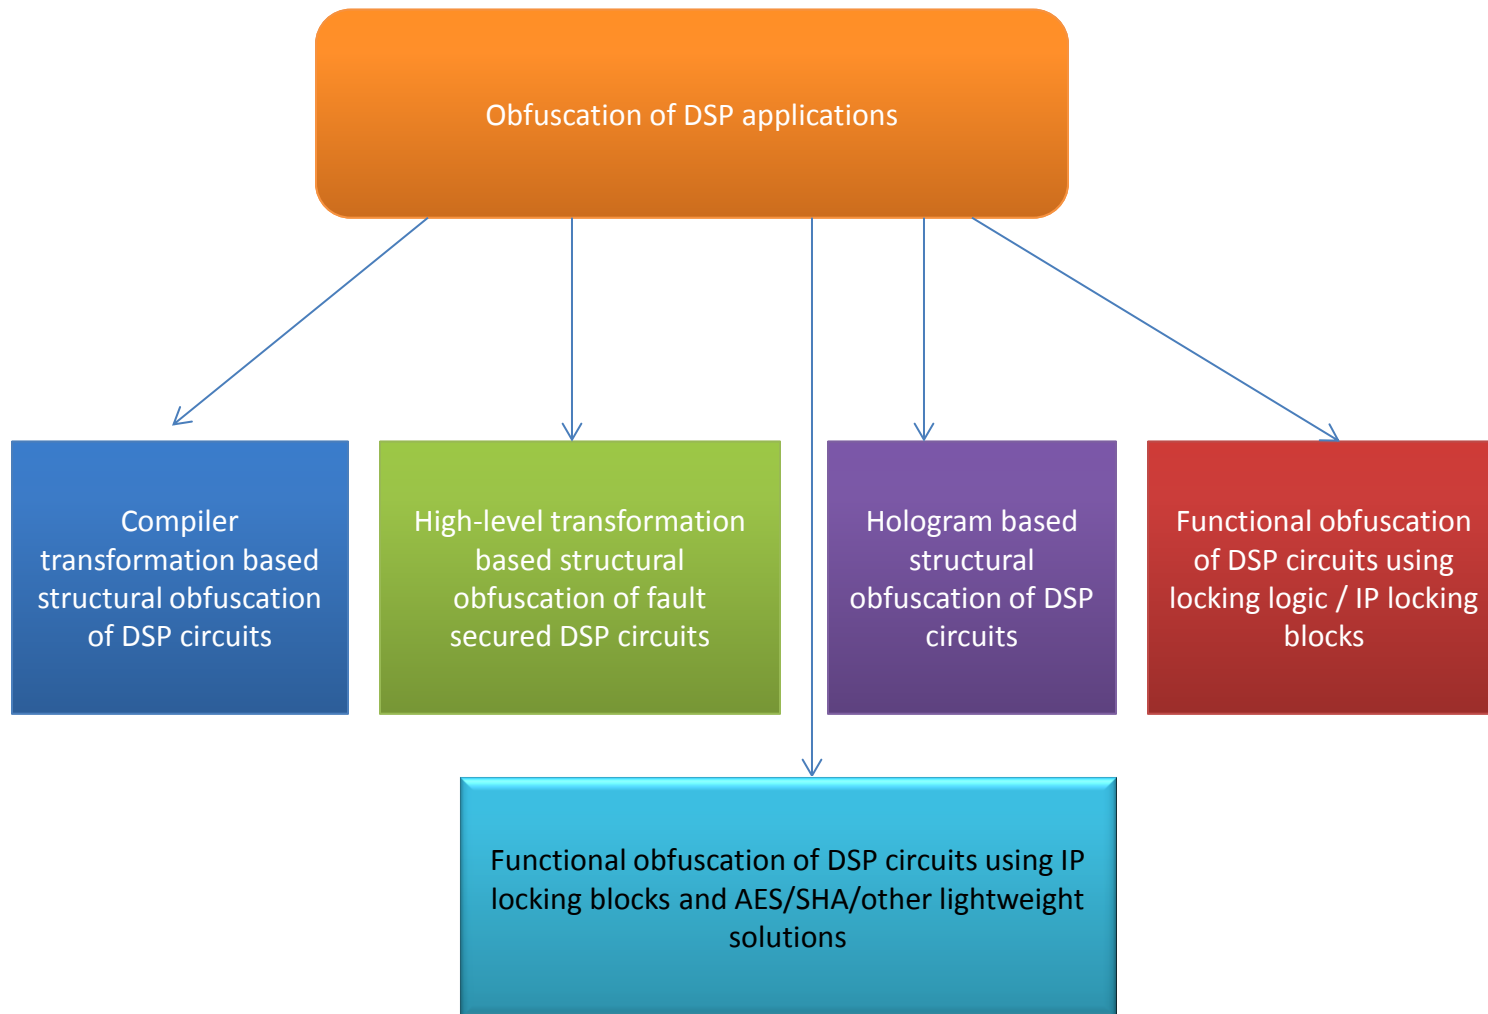 Obfuscation of DSP applications
Compiler
transformation based
structural obfuscation
of DSP circuits
High-level transformation
based structural
obfuscation of fault
secured DSP circuits
Hologram based
structural
obfuscation of DSP
circuits
Functional obfuscation
of DSP circuits using
locking logic / IP locking
blocks
Functional obfuscation of DSP circuits using IP
locking blocks and AES/SHA/other lightweight
solutions